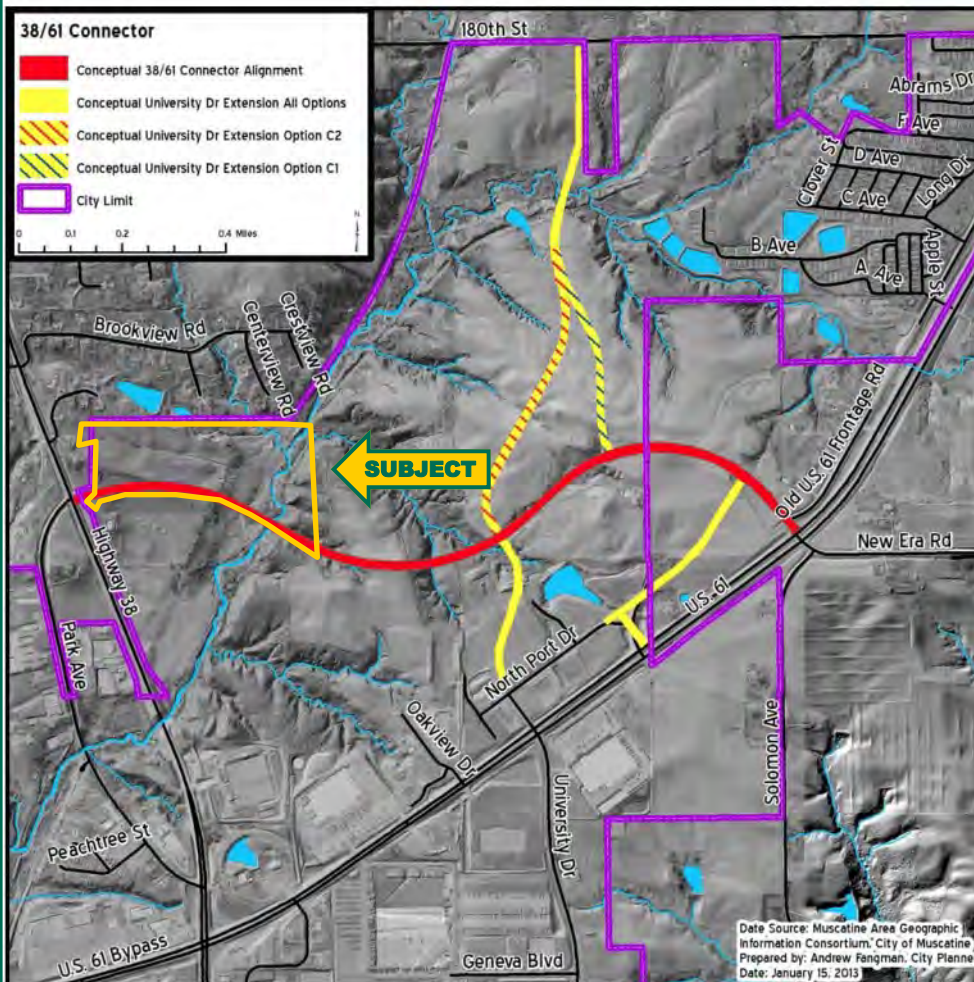 38/61 Connector
Conceptual 38/61 Connector Alignment
Conceptual University Dr Extension All Options
Conceptual University Dr Extension Option C2
Conceptual University Dr Extension Option C1
City Limit
0 0.1 0.2 0.4 Miles
N
180th St
Abrams Dr
F Ave
D Ave
Clover St
Long Dr
C Ave
B Ave
A Ave
Apple St
Brookview Rd
Centerview Rd
Crestview Rd
SUBJECT
Old U.S. 61 Frontage Rd
New Era Rd
U.S. 61
Highway 38
Park Ave
North Port Dr
Oakview Dr
University Dr
Solomon Ave
Peachtree St
U.S. 61 Bypass
Geneva Blvd
Date Source: Muscatine Area Geographic
Information Consortium, City of Muscatine
Prepared by: Andrew Fangman, City Planne
Date: January 15, 2013